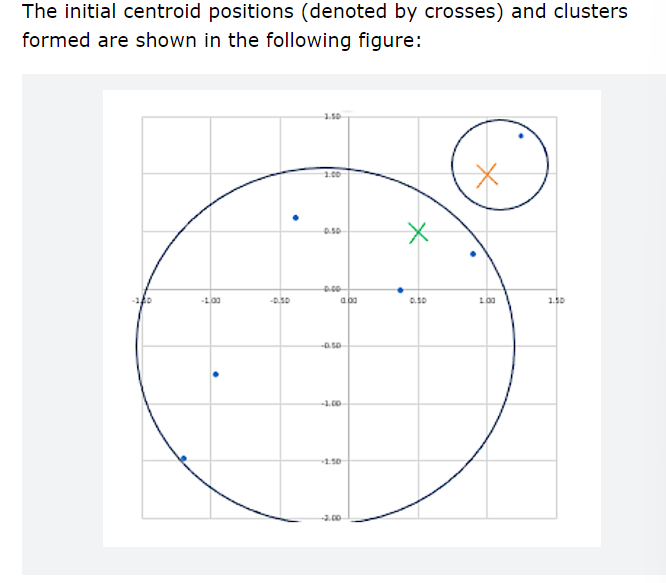 The initial centroid positions (denoted by crosses) and clusters
formed are shown in the following figure:
1.50
1.00
0.50
0.00
-1.00 -0.50 0.00 0.50 1.00 1.50
-0.50
-1.00
-1.50
-2.00